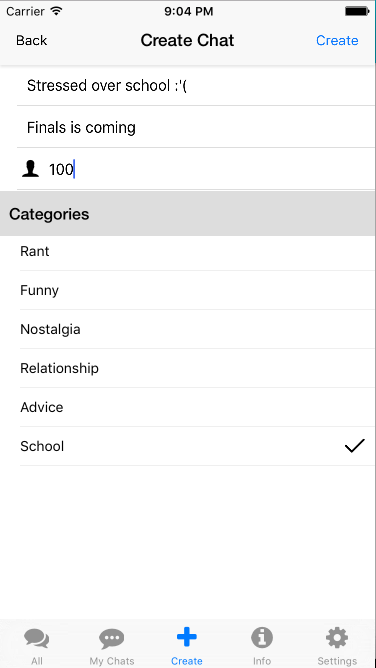 Carrier 9:04 PM
Back Create Chat Create
Stressed over school :'(
Finals is coming
100
Categories
Rant
Funny
Nostalgia
Relationship
Advice
School
All My Chats Create Info Settings